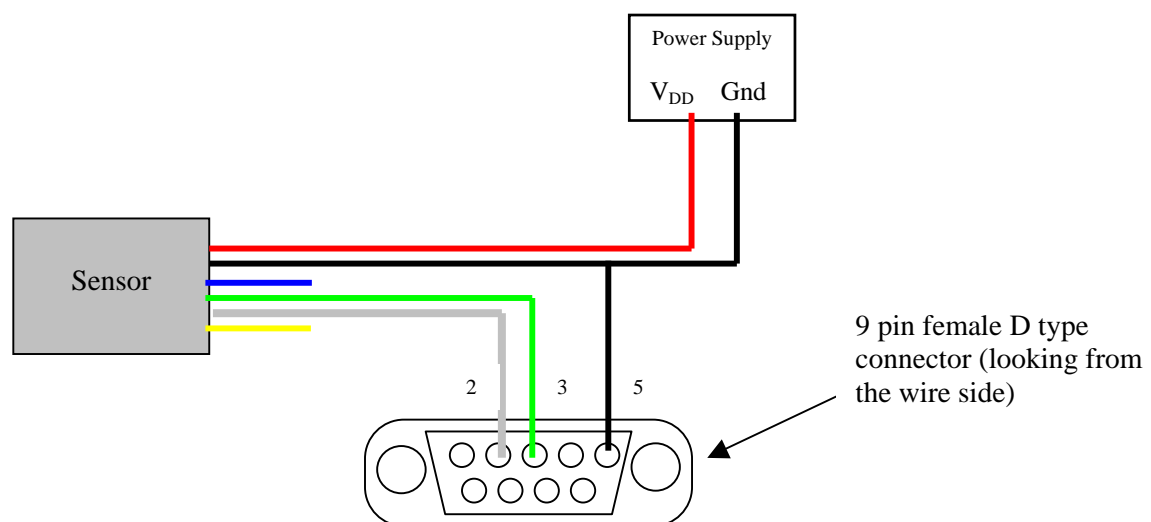 Power Supply
VDD Gnd
Sensor
9 pin female D type
connector (looking from
the wire side)
2 3 5